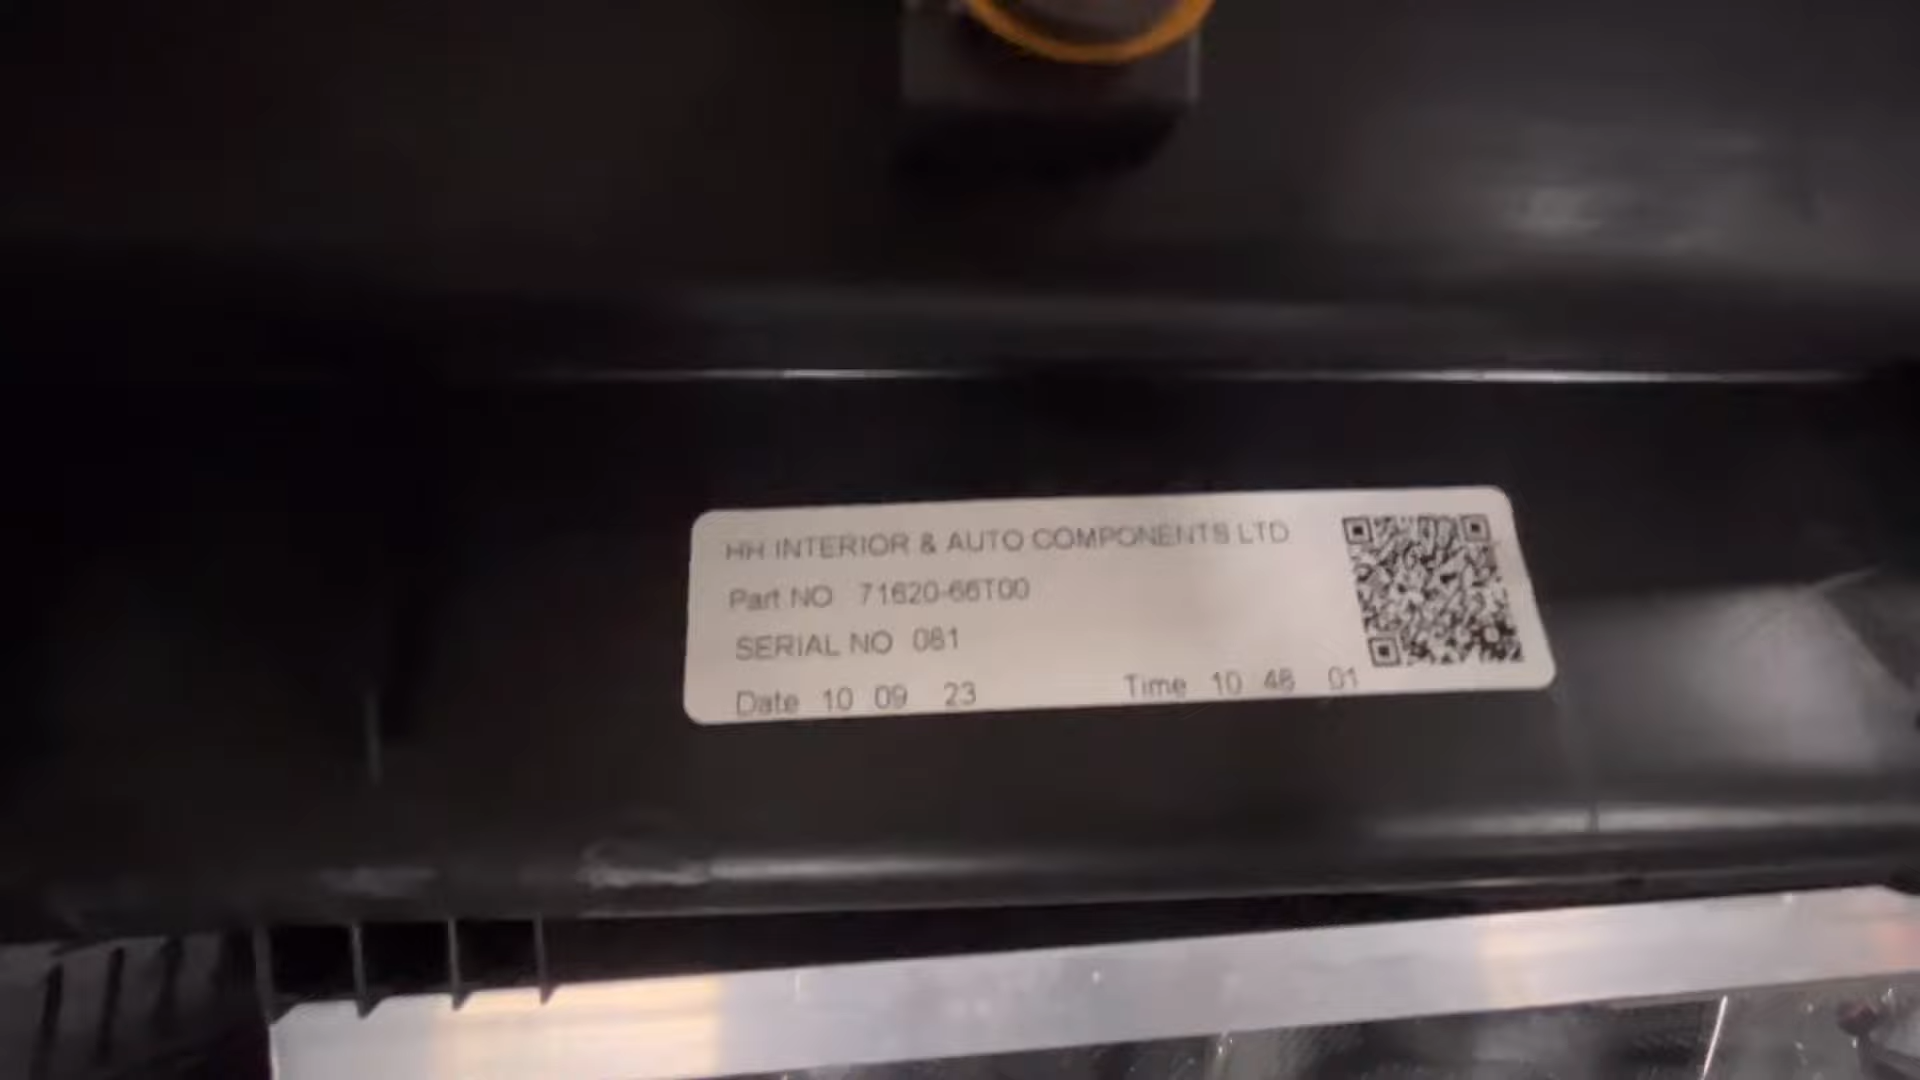 HH INTERIOR & AUTO COMPONENTS LTD
Part NO 71620-66T00
SERIAL NO 081
Date 10 09 23 Time 10 48 01